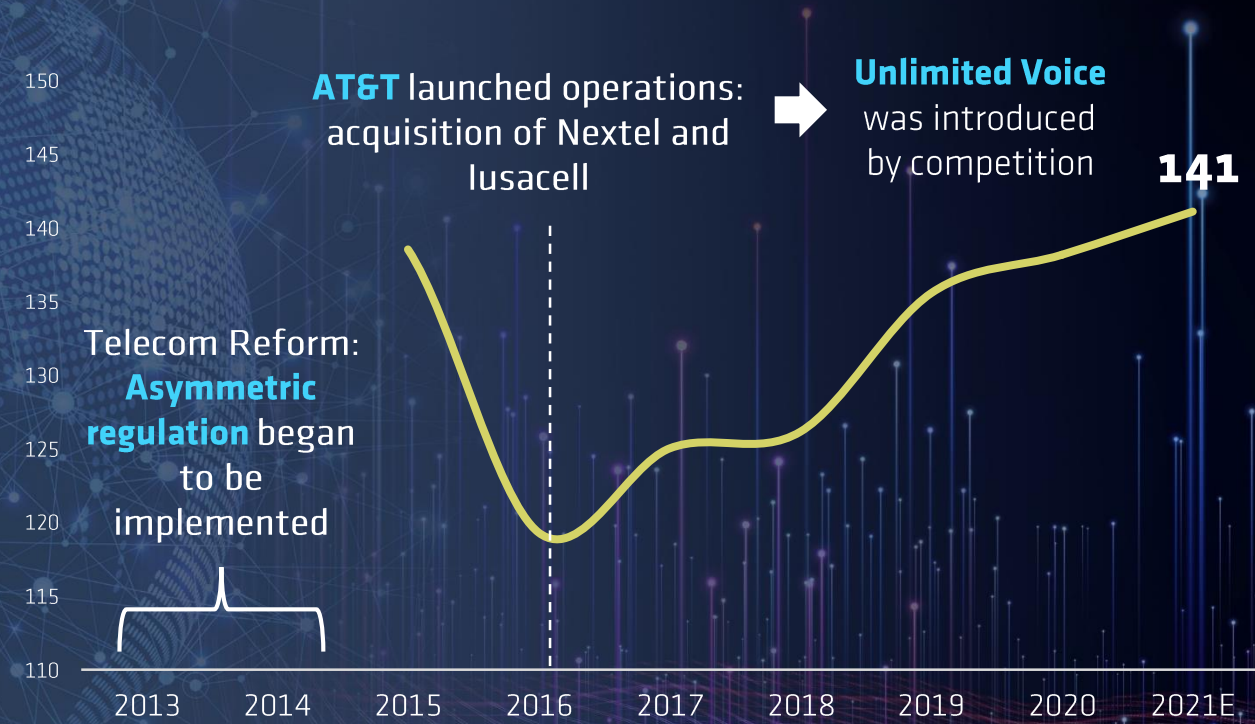 AT&T launched operations:
acquisition of Nextel and
Iusacell
Unlimited Voice
was introduced
by competition
141
150
145
140
135
130
125
120
115
110
Telecom Reform:
Asymmetric
regulation began
to be
implemented
2013 2014 2015 2016 2017 2018 2019 2020 2021E